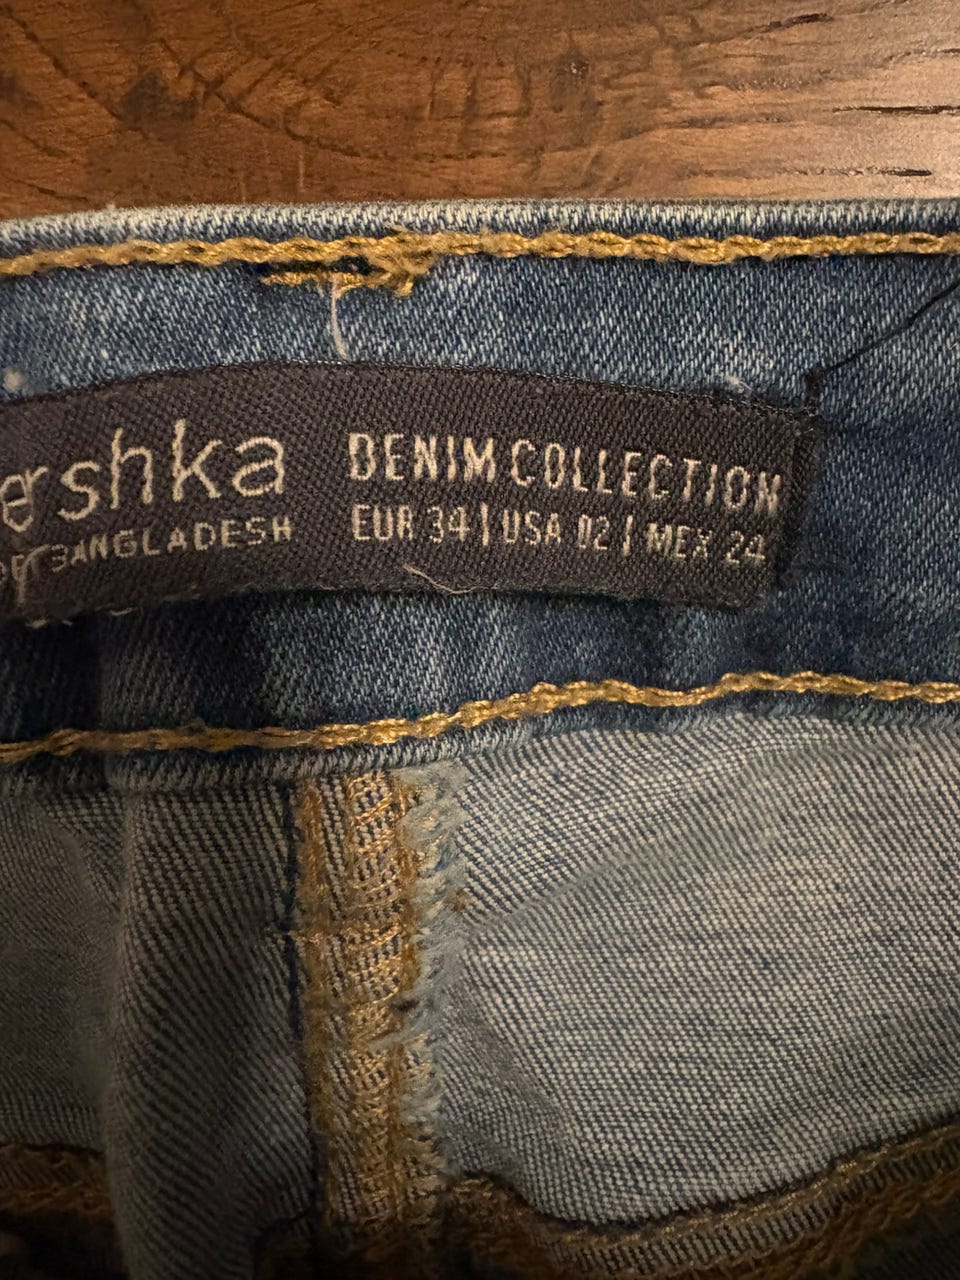 ershka
BANGLADESH
DENIM COLLECTION
EUR 34 | USA 02 | MEX 24